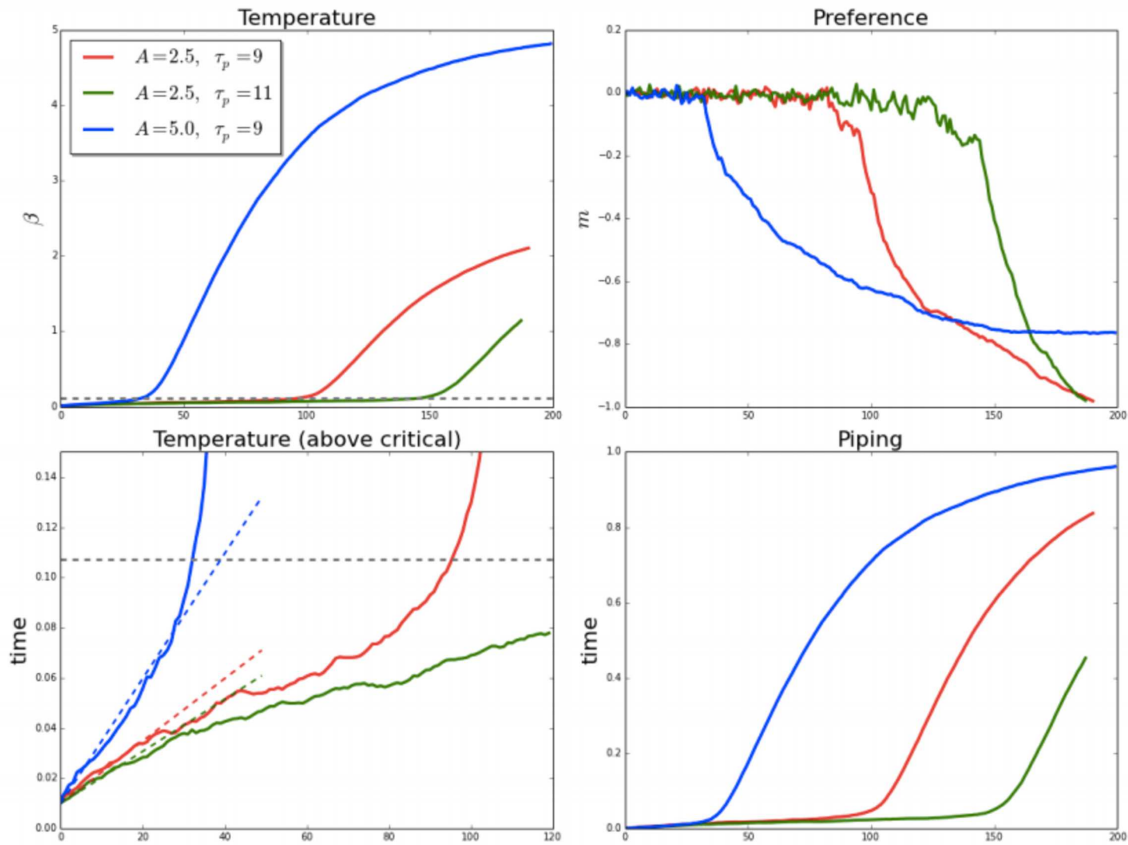 Temperature
5
4
3
2
1
0
β
A=2.5, τp=9
A=2.5, τp=11
A=5.0, τp=9
0 50 100 150 200
Preference
0.2
0.0
−0.2
−0.4
−0.6
−0.8
−1.0
m
0 50 100 150 200
Temperature (above critical)
0.14
0.12
0.10
0.08
0.06
0.04
0.02
0.00
time
0 20 40 60 80 100 120
Piping
1.0
0.8
0.6
0.4
0.2
0.0
time
0 50 100 150 200